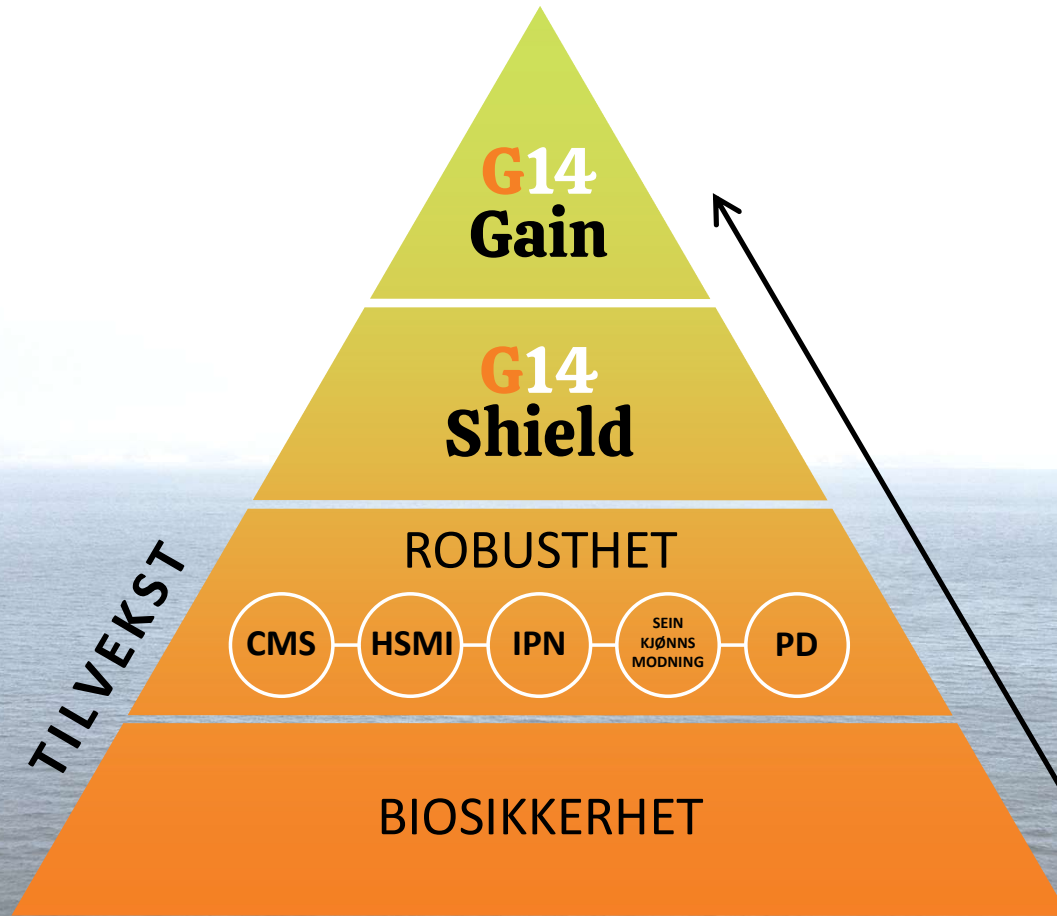 G14
Gain
G14
Shield
ROBUSTHET
CMS
HSMI
IPN
SEIN
KJØNNS
MODNING
PD
TILVEKST
BIOSIKKERHET